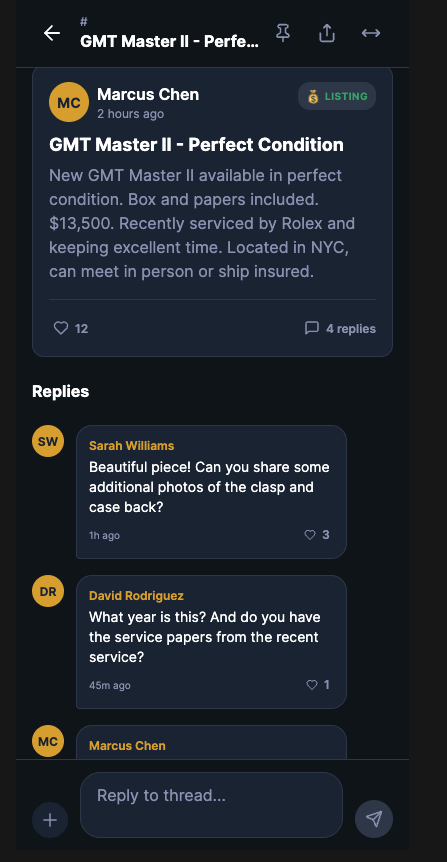 #
GMT Master II - Perfe...
MC
Marcus Chen
2 hours ago
LISTING
GMT Master II - Perfect Condition
New GMT Master II available in perfect
condition. Box and papers included.
$13,500. Recently serviced by Rolex and
keeping excellent time. Located in NYC,
can meet in person or ship insured.
12
4 replies
Replies
SW
Sarah Williams
Beautiful piece! Can you share some
additional photos of the clasp and
case back?
1h ago
3
DR
David Rodriguez
What year is this? And do you have
the service papers from the recent
service?
45m ago
1
MC
Marcus Chen
Reply to thread...